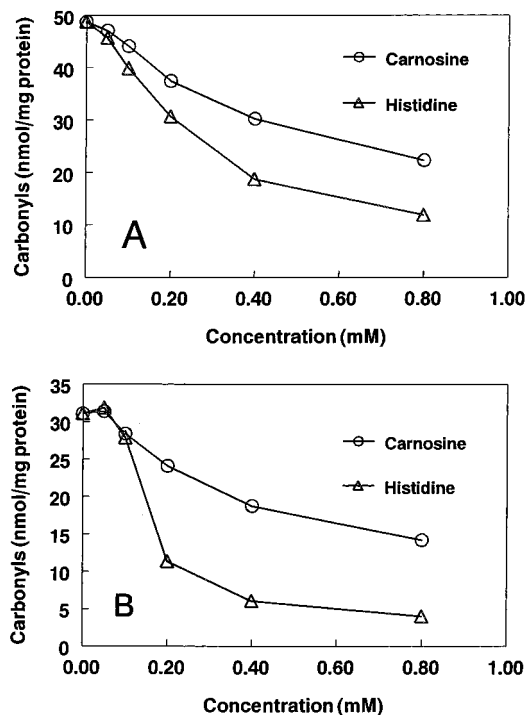 Carbonyls (nmol/mg protein)
50
40
30
20
10
0
Carnosine
Histidine
A
0.00 0.20 0.40 0.60 0.80 1.00
Concentration (mM)
Carbonyls (nmol/mg protein)
35
30
25
20
15
10
5
0
Carnosine
Histidine
B
0.00 0.20 0.40 0.60 0.80 1.00
Concentration (mM)